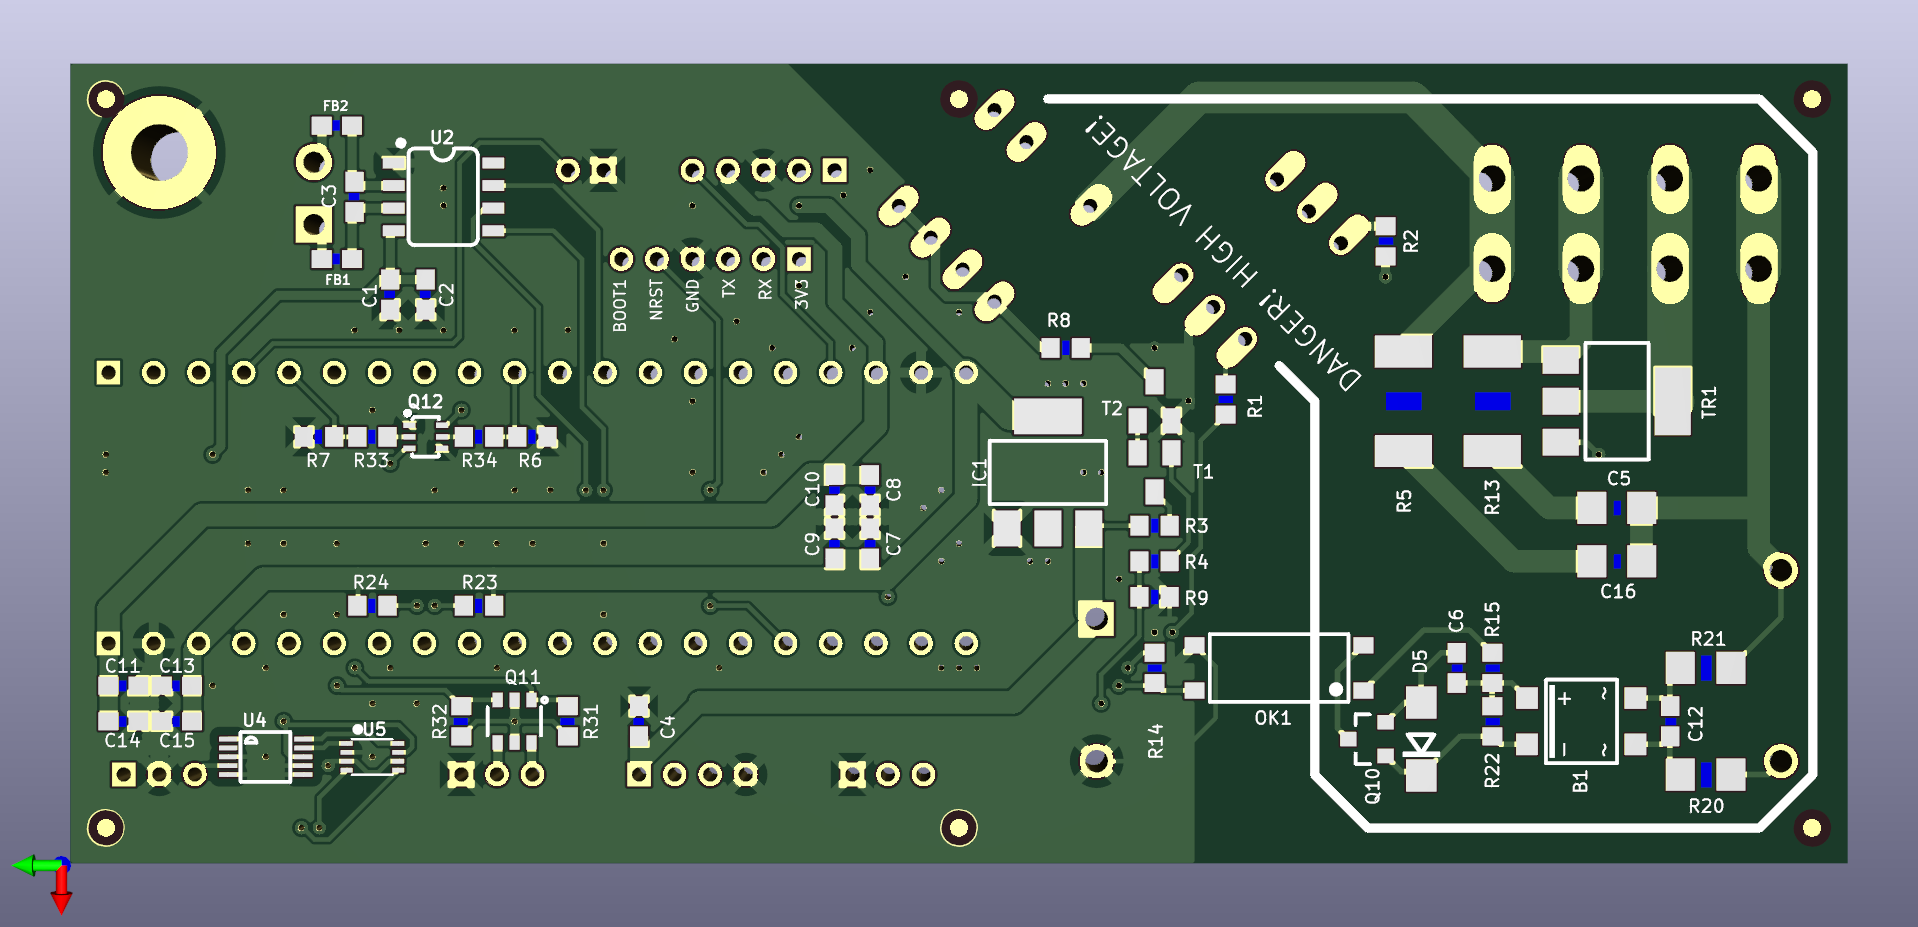 FB2
U2
C3
FB1
C1
C2
BOOT1
NRST
GND
TX
RX
3V3
DANGER! HIGH VOLTAGE!
R2
R8
R1
T2
T1
IC1
Q12
R7
R33
R34
R6
C10
C8
C9
C7
R3
R4
R9
R5
R13
C5
TR1
C16
R24
R23
C11
C13
C14
C15
U4
U5
Q11
R32
R31
C4
R14
OK1
Q10
D5
C6
R15
R22
B1
+
~
–
~
C12
R21
R20